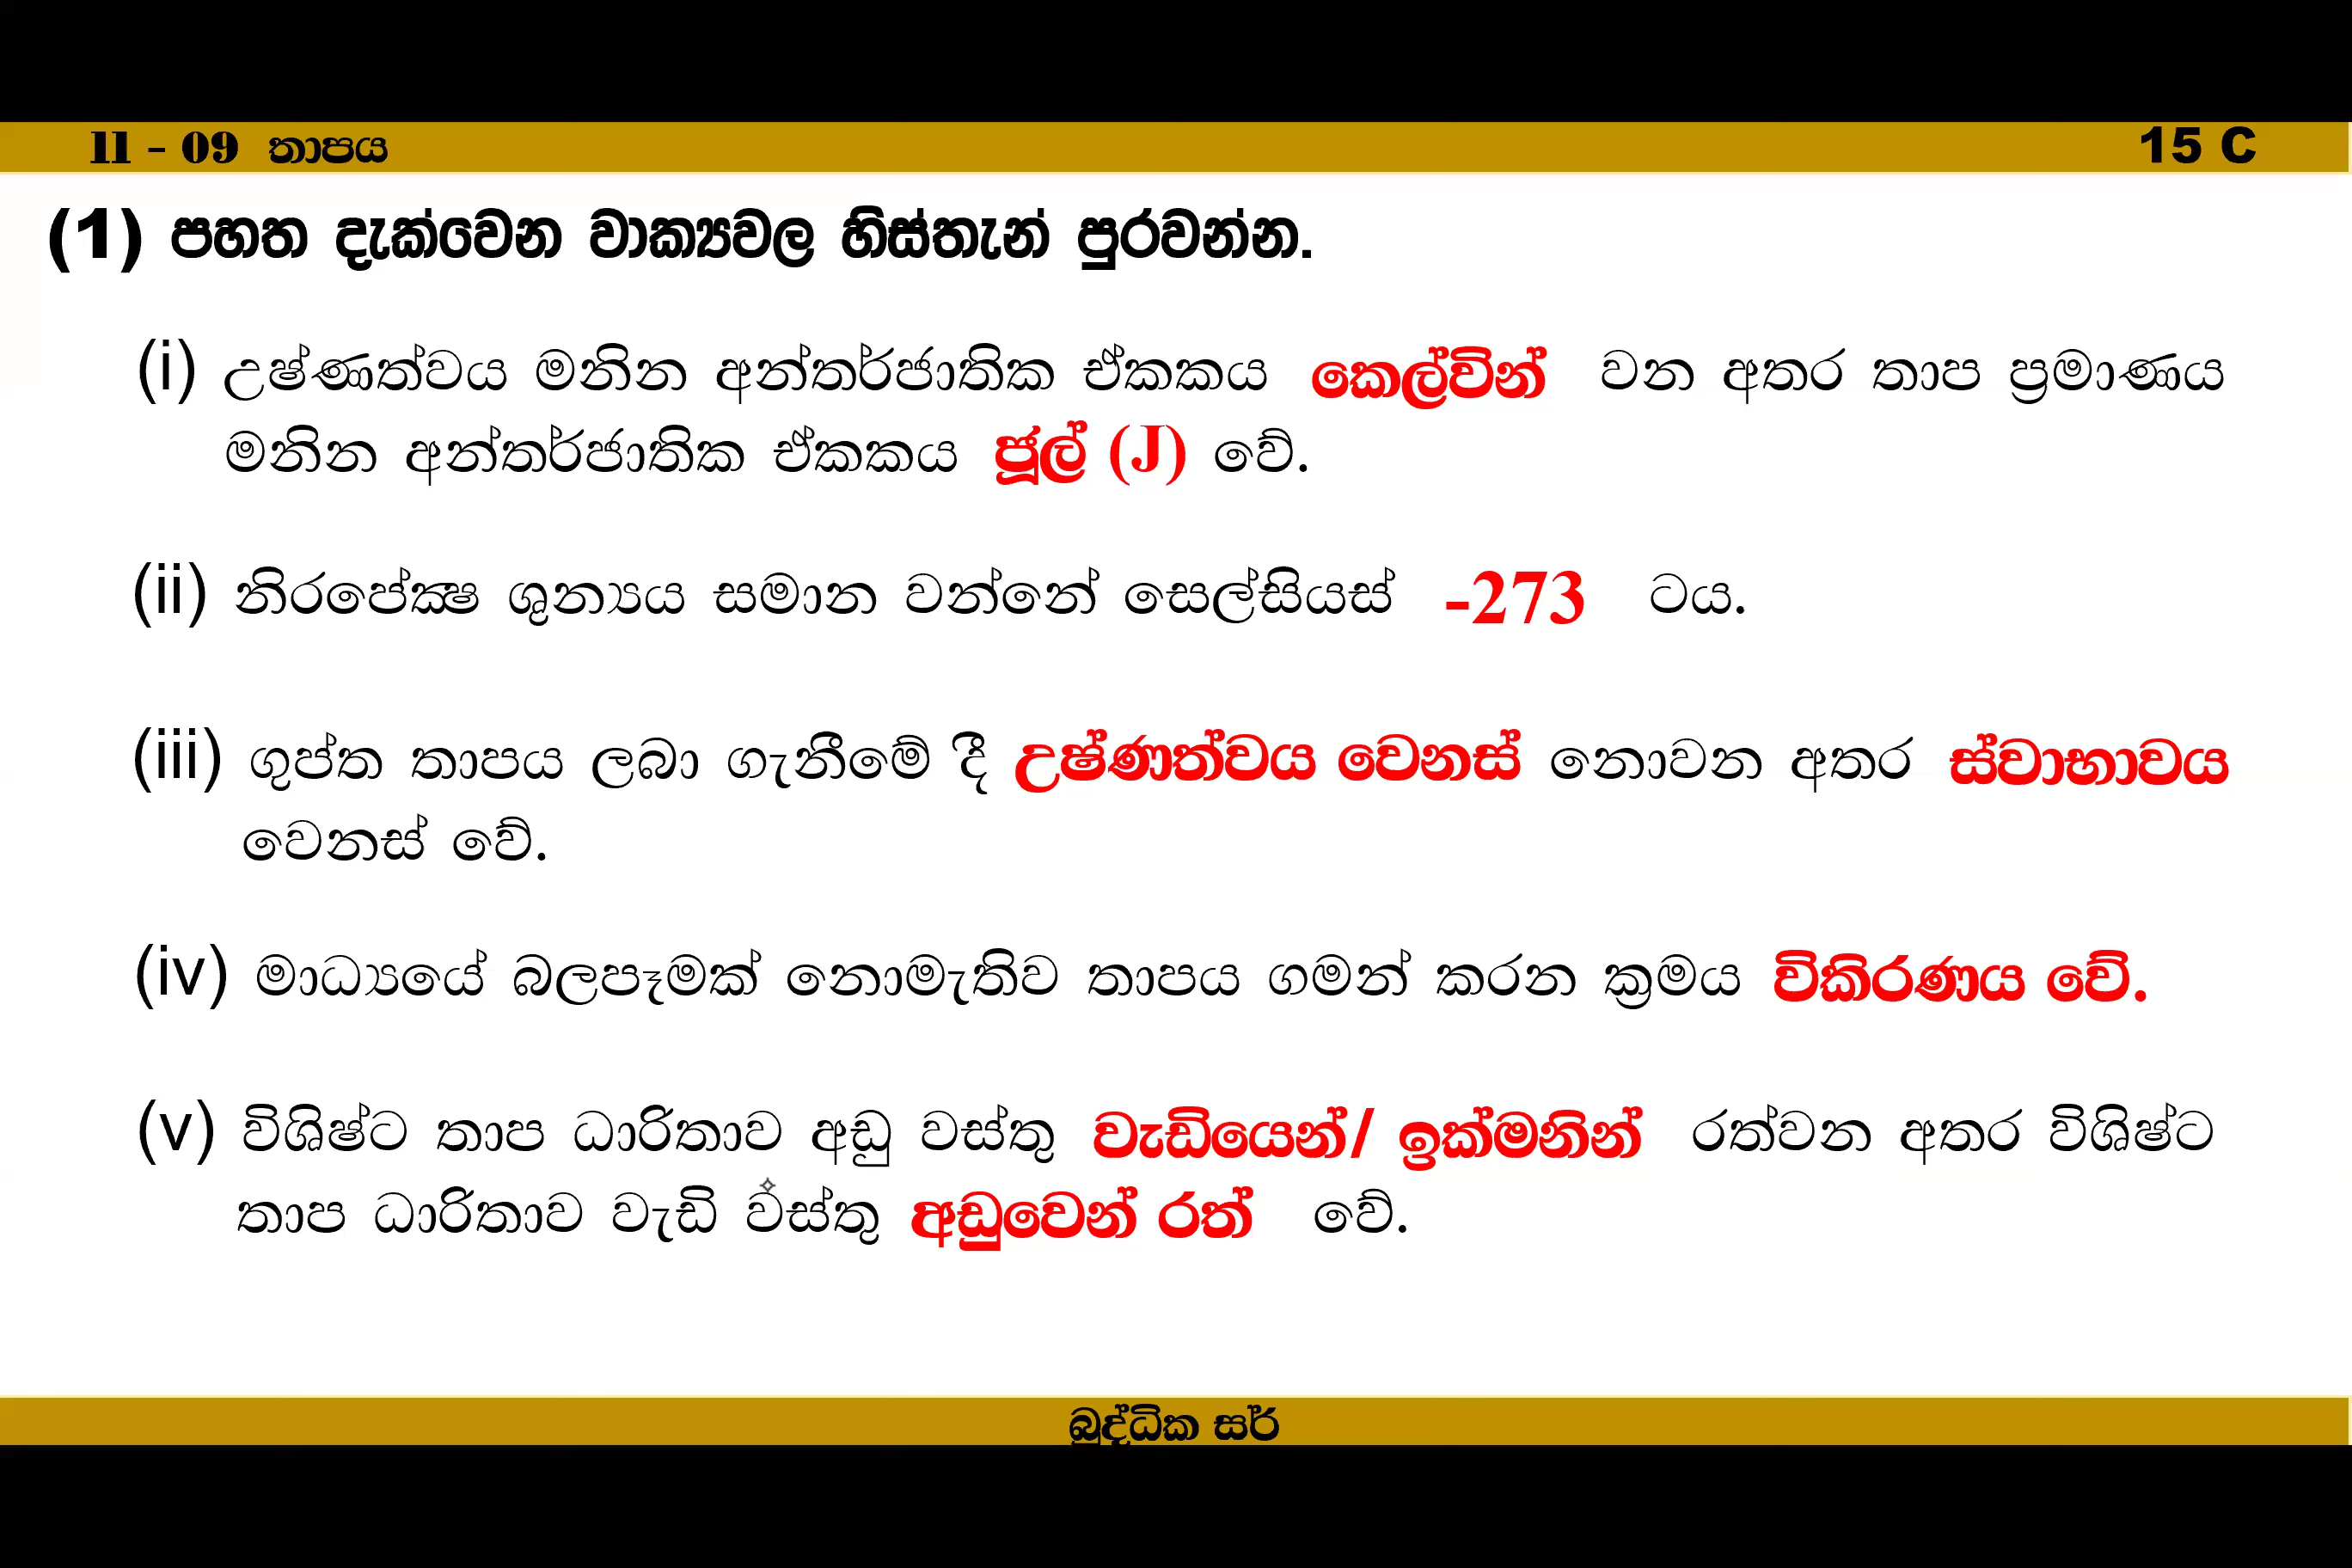 11 - 09 තාපය
15 C
(1) පහත දැක්වෙන වාක්‍යවල හිස්තැන් පුරවන්න.
(i) උෂ්ණත්වය මනින අන්තර්ජාතික ඒකකය කෙල්වින් වන අතර තාප ප්‍රමාණය
මනින අන්තර්ජාතික ඒකකය ජූල් (J) වේ.
(ii) නිරපේක්‍ෂ ශුන්‍යය සමාන වන්නේ සෙල්සියස් -273 ටය.
(iii) ගුප්ත තාපය ලබා ගැනීමේ දී උෂ්ණත්වය වෙනස් නොවන අතර ස්වාභාවය
වෙනස් වේ.
(iv) මාධ්‍යයේ බලපෑමක් නොමැතිව තාපය ගමන් කරන ක්‍රමය විකිරණය වේ.
(v) විශිෂ්ට තාප ධාරිතාව අඩු වස්තු වැඩියෙන්/ ඉක්මනින් රත්වන අතර විශිෂ්ට
තාප ධාරිතාව වැඩි වස්තු අඩුවෙන් රත් වේ.
බුද්ධික සර්